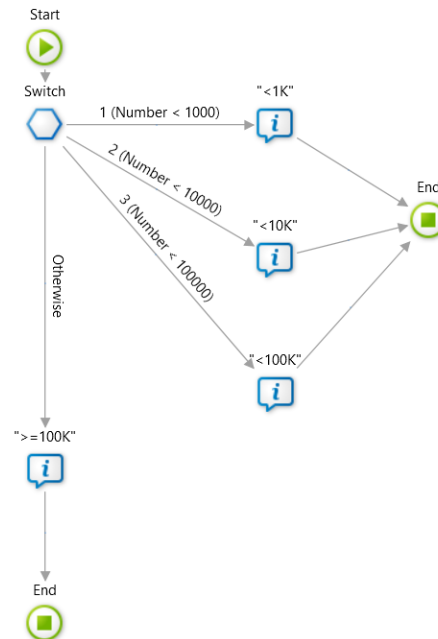 Start
Switch
1 (Number < 1000)
"<1K"
2 (Number < 10000)
"<10K"
End
3 (Number < 100000)
"<100K"
Otherwise
">=100K"
End